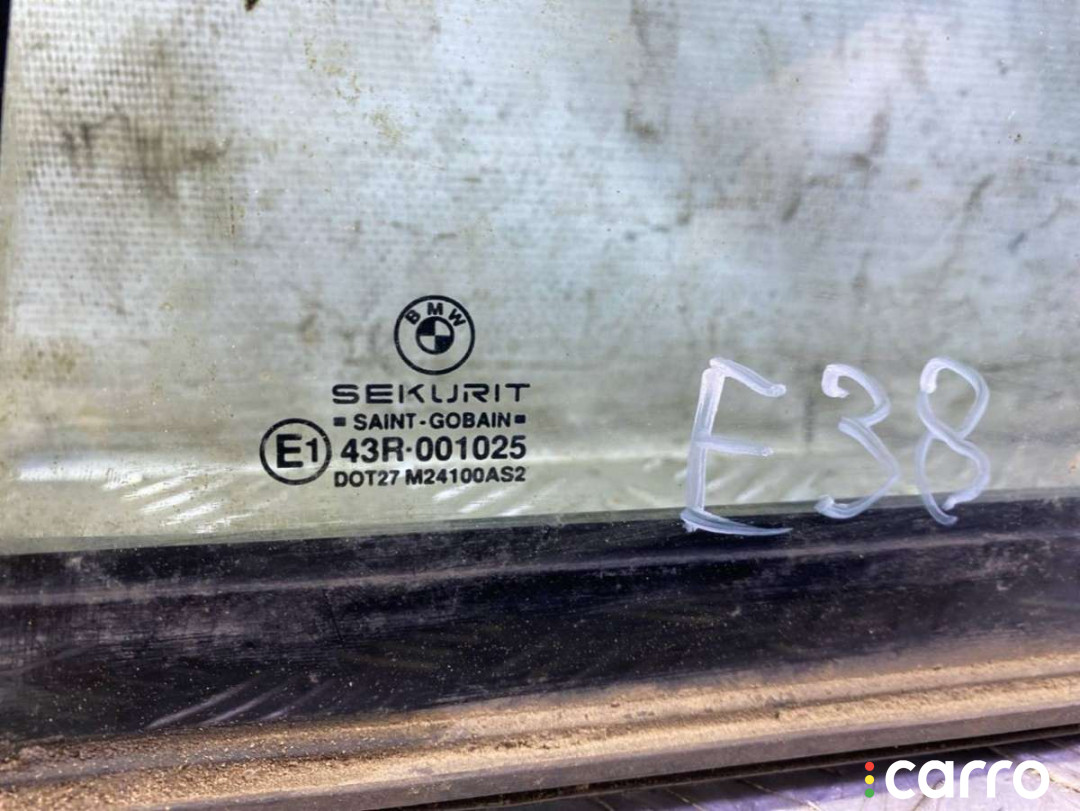 BMW
SEKURIT
SAINT-GOBAIN
E1 43R-001025
DOT27 M24100AS2
E38
carro